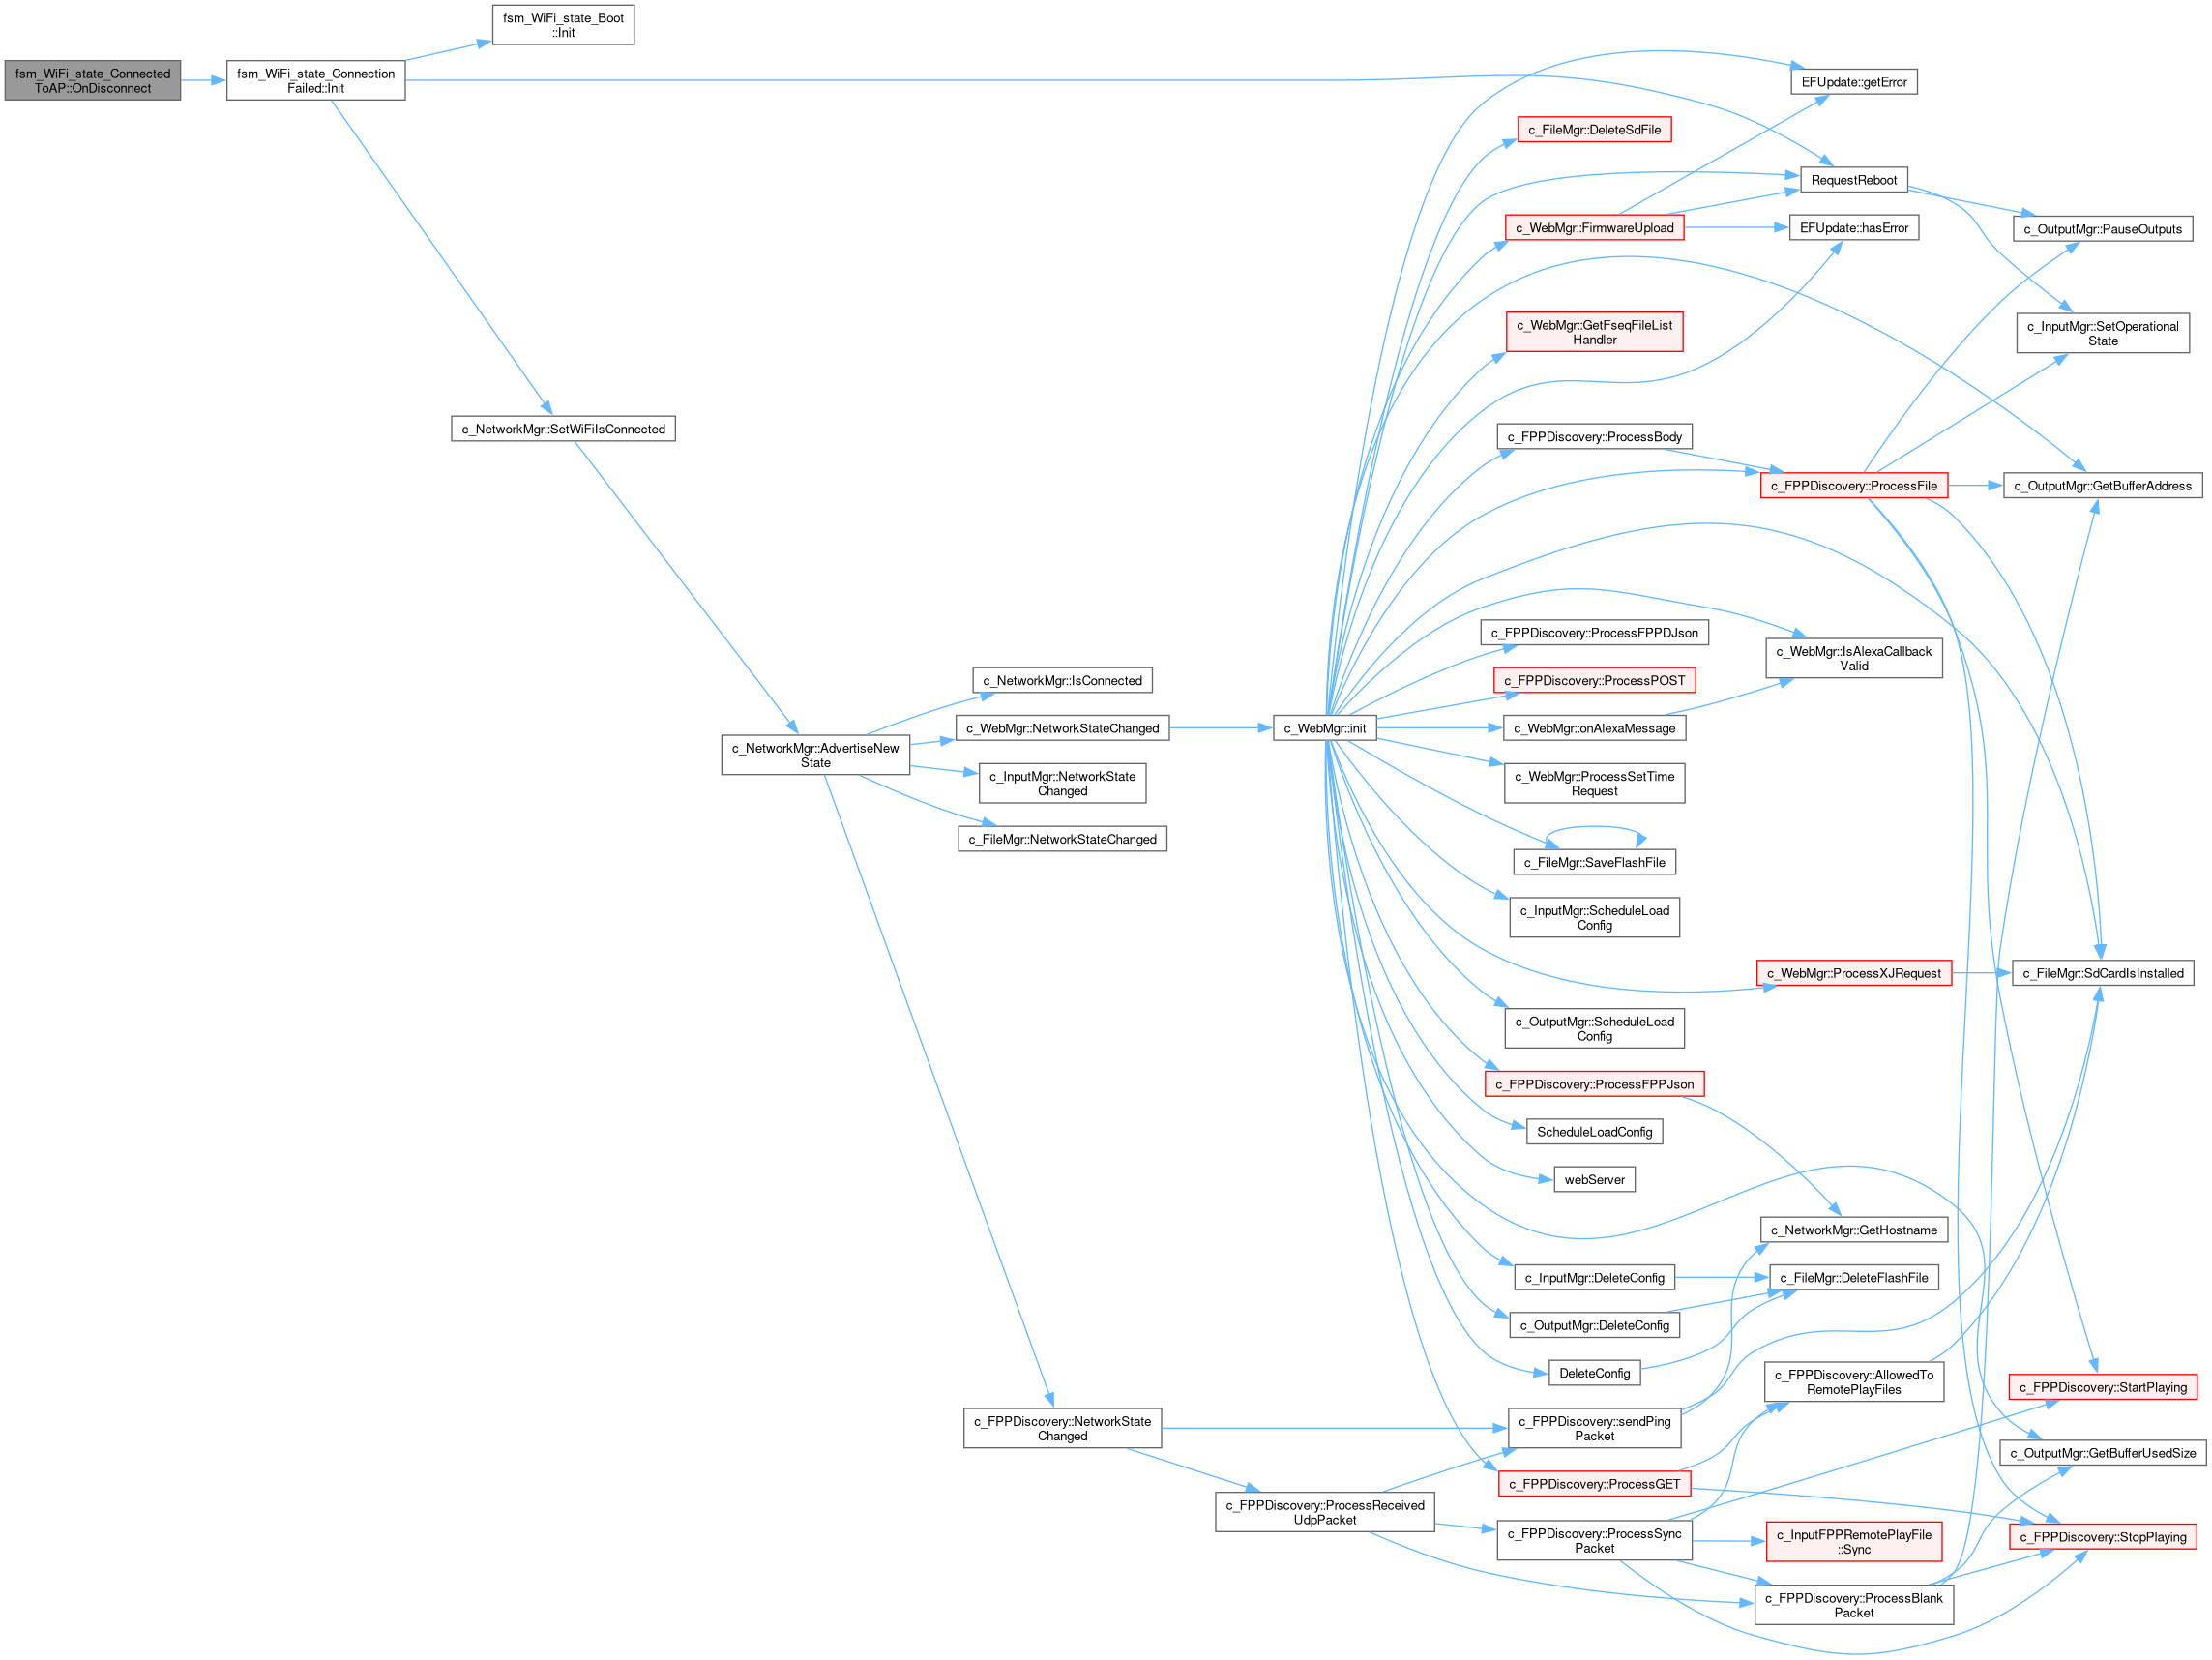 fsm_WiFi_state_Connected
ToAP::OnDisconnect
fsm_WiFi_state_Connection
Failed::Init
fsm_WiFi_state_Boot
::Init
c_NetworkMgr::SetWiFiIsConnected
c_NetworkMgr::AdvertiseNew
State
c_NetworkMgr::IsConnected
c_WebMgr::NetworkStateChanged
c_InputMgr::NetworkState
Changed
c_FileMgr::NetworkStateChanged
c_FPPDiscovery::NetworkState
Changed
c_FPPDiscovery::ProcessReceived
UdpPacket
c_WebMgr::init
c_FileMgr::DeleteSdFile
c_WebMgr::FirmwareUpload
c_WebMgr::GetFseqFileList
Handler
c_FPPDiscovery::ProcessBody
c_FPPDiscovery::ProcessFPPDJson
c_FPPDiscovery::ProcessPOST
c_WebMgr::onAlexaMessage
c_WebMgr::ProcessSetTime
Request
c_FileMgr::SaveFlashFile
c_InputMgr::ScheduleLoad
Config
c_OutputMgr::ScheduleLoad
Config
c_FPPDiscovery::ProcessFPPJson
ScheduleLoadConfig
webServer
c_InputMgr::DeleteConfig
c_OutputMgr::DeleteConfig
DeleteConfig
c_FPPDiscovery::sendPing
Packet
c_FPPDiscovery::ProcessGET
c_FPPDiscovery::ProcessSync
Packet
EFUpdate::getError
RequestReboot
EFUpdate::hasError
c_FPPDiscovery::ProcessFile
c_WebMgr::IsAlexaCallback
Valid
c_WebMgr::ProcessXJRequest
c_NetworkMgr::GetHostname
c_FileMgr::DeleteFlashFile
c_FPPDiscovery::AllowedTo
RemotePlayFiles
c_InputFPPRemotePlayFile
::Sync
c_FPPDiscovery::ProcessBlank
Packet
c_OutputMgr::PauseOutputs
c_InputMgr::SetOperational
State
c_OutputMgr::GetBufferAddress
c_FileMgr::SdCardIsInstalled
c_FPPDiscovery::StartPlaying
c_OutputMgr::GetBufferUsedSize
c_FPPDiscovery::StopPlaying